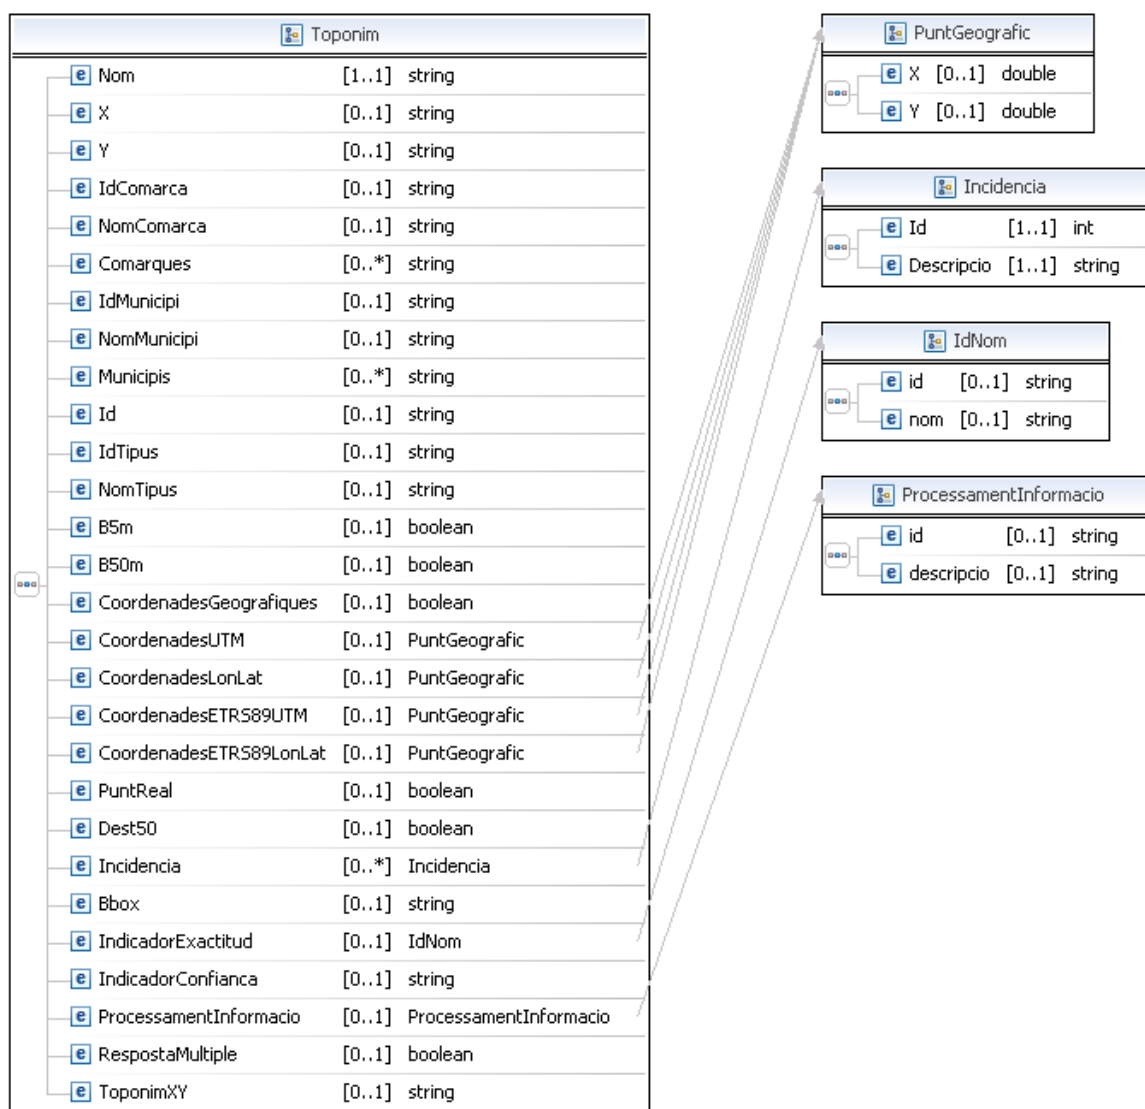 Toponim
Nom [1..1] string
X [0..1] string
Y [0..1] string
IdComarca [0..1] string
NomComarca [0..1] string
Comarques [0..*] string
IdMunicipi [0..1] string
NomMunicipi [0..1] string
Municipis [0..*] string
Id [0..1] string
IdTipus [0..1] string
NomTipus [0..1] string
B5m [0..1] boolean
B50m [0..1] boolean
CoordenadesGeografiques [0..1] boolean
CoordenadesUTM [0..1] PuntGeografic
CoordenadesLonLat [0..1] PuntGeografic
CoordenadesETRS89UTM [0..1] PuntGeografic
CoordenadesETRS89LonLat [0..1] PuntGeografic
PuntReal [0..1] boolean
Dest50 [0..1] boolean
Incidencia [0..*] Incidencia
Bbox [0..1] string
IndicadorExactitud [0..1] IdNom
IndicadorConfianca [0..1] string
ProcessamentInformacio [0..1] ProcessamentInformacio
RespostaMultiple [0..1] boolean
ToponimXY [0..1] string
PuntGeografic
X [0..1] double
Y [0..1] double
Incidencia
Id [1..1] int
Descripcio [1..1] string
IdNom
id [0..1] string
nom [0..1] string
ProcessamentInformacio
id [0..1] string
descripcio [0..1] string